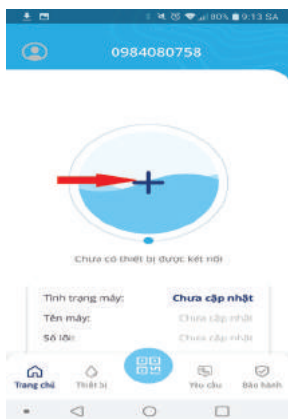 80% 9:13 SA
0984080758
Chưa có thiết bị được kết nối
Tình trạng máy: Chưa cập nhật
Tên máy: Chưa cập nhật
Số lõi: Chưa cập nhật
Trang chủ Thiết bị Yêu cầu Bảo hành